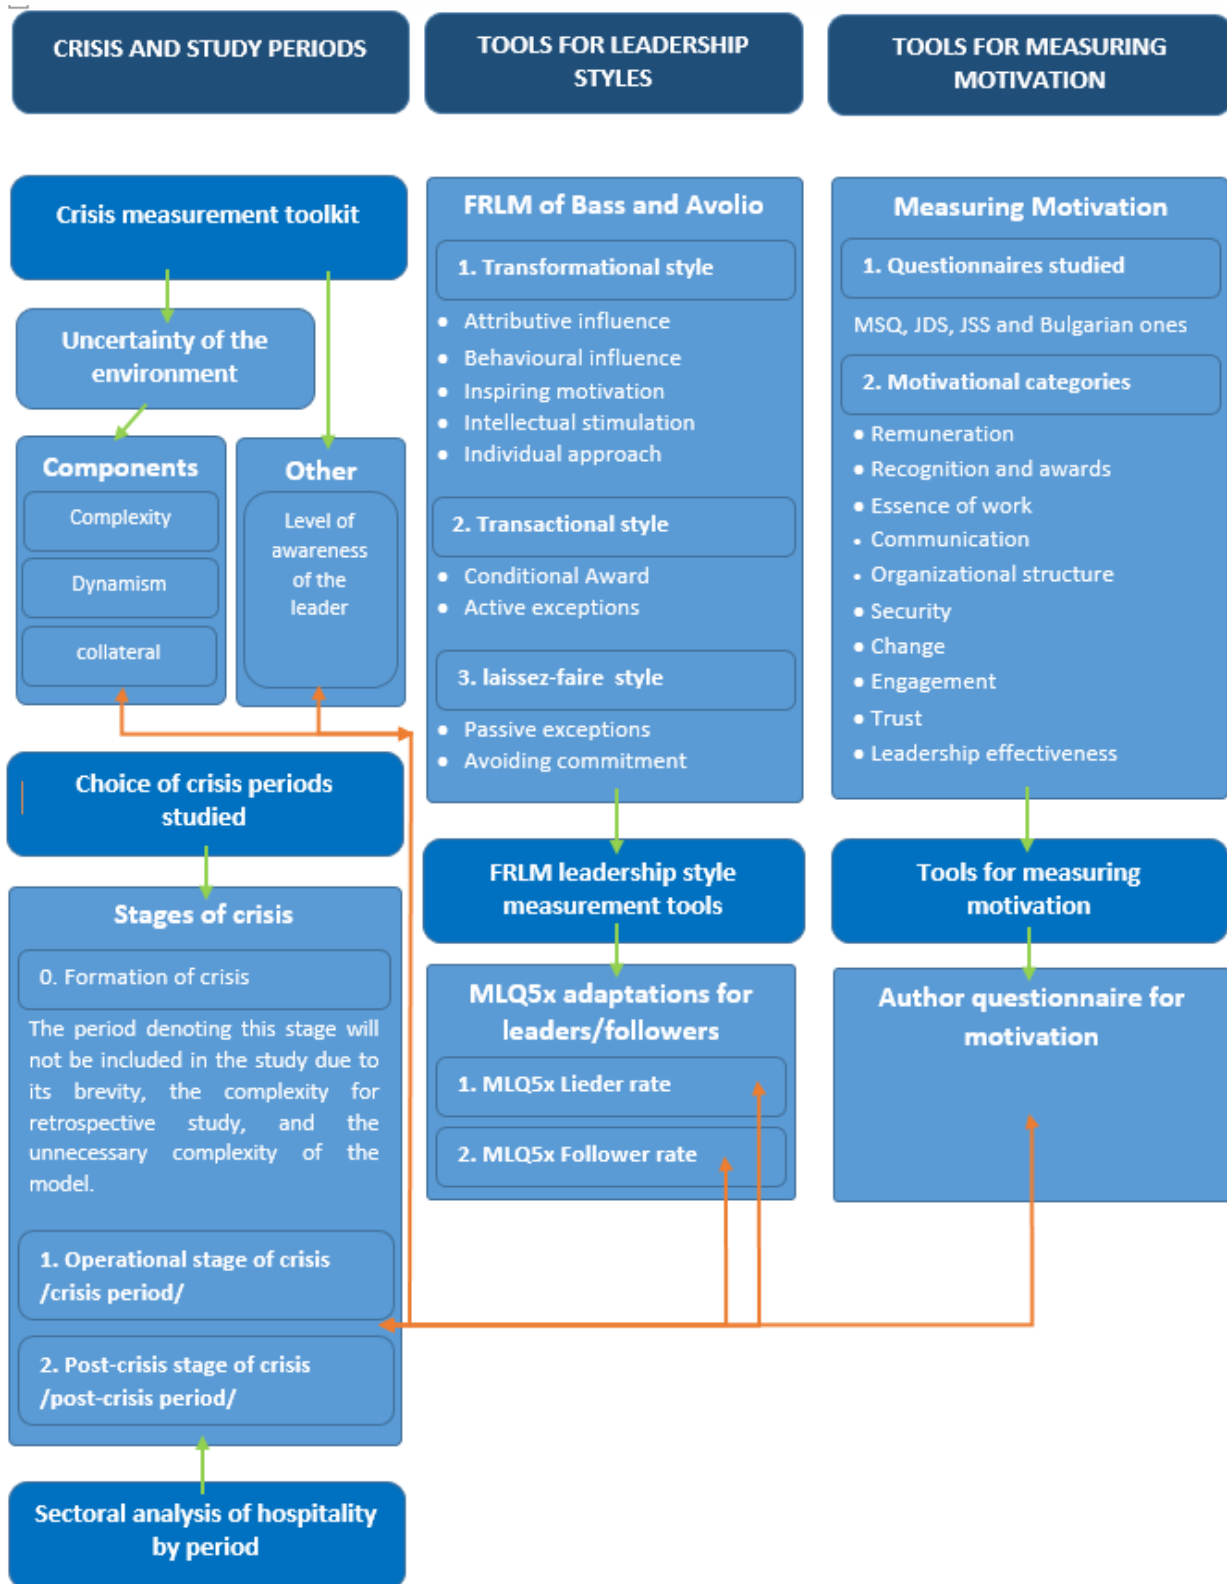 CRISIS AND STUDY PERIODS
TOOLS FOR LEADERSHIP
STYLES
TOOLS FOR MEASURING
MOTIVATION
Crisis measurement toolkit
Uncertainty of the
environment
Components
Complexity
Dynamism
collateral
Other
Level of
awareness
of the
leader
Choice of crisis periods
studied
Stages of crisis
0. Formation of crisis
The period denoting this stage will
not be included in the study due to
its brevity, the complexity for
retrospective study, and the
unnecessary complexity of the
model.
1. Operational stage of crisis
/crisis period/
2. Post-crisis stage of crisis
/post-crisis period/
Sectoral analysis of hospitality
by period
FRLM of Bass and Avolio
1. Transformational style
• Attributive influence
• Behavioural influence
• Inspiring motivation
• Intellectual stimulation
• Individual approach
2. Transactional style
• Conditional Award
• Active exceptions
3. laissez-faire style
• Passive exceptions
• Avoiding commitment
FRLM leadership style
measurement tools
MLQ5x adaptations for
leaders/followers
1. MLQ5x Lieder rate
2. MLQ5x Follower rate
Measuring Motivation
1. Questionnaires studied
MSQ, JDS, JSS and Bulgarian ones
2. Motivational categories
• Remuneration
• Recognition and awards
• Essence of work
• Communication
• Organizational structure
• Security
• Change
• Engagement
• Trust
• Leadership effectiveness
Tools for measuring
motivation
Author questionnaire for
motivation